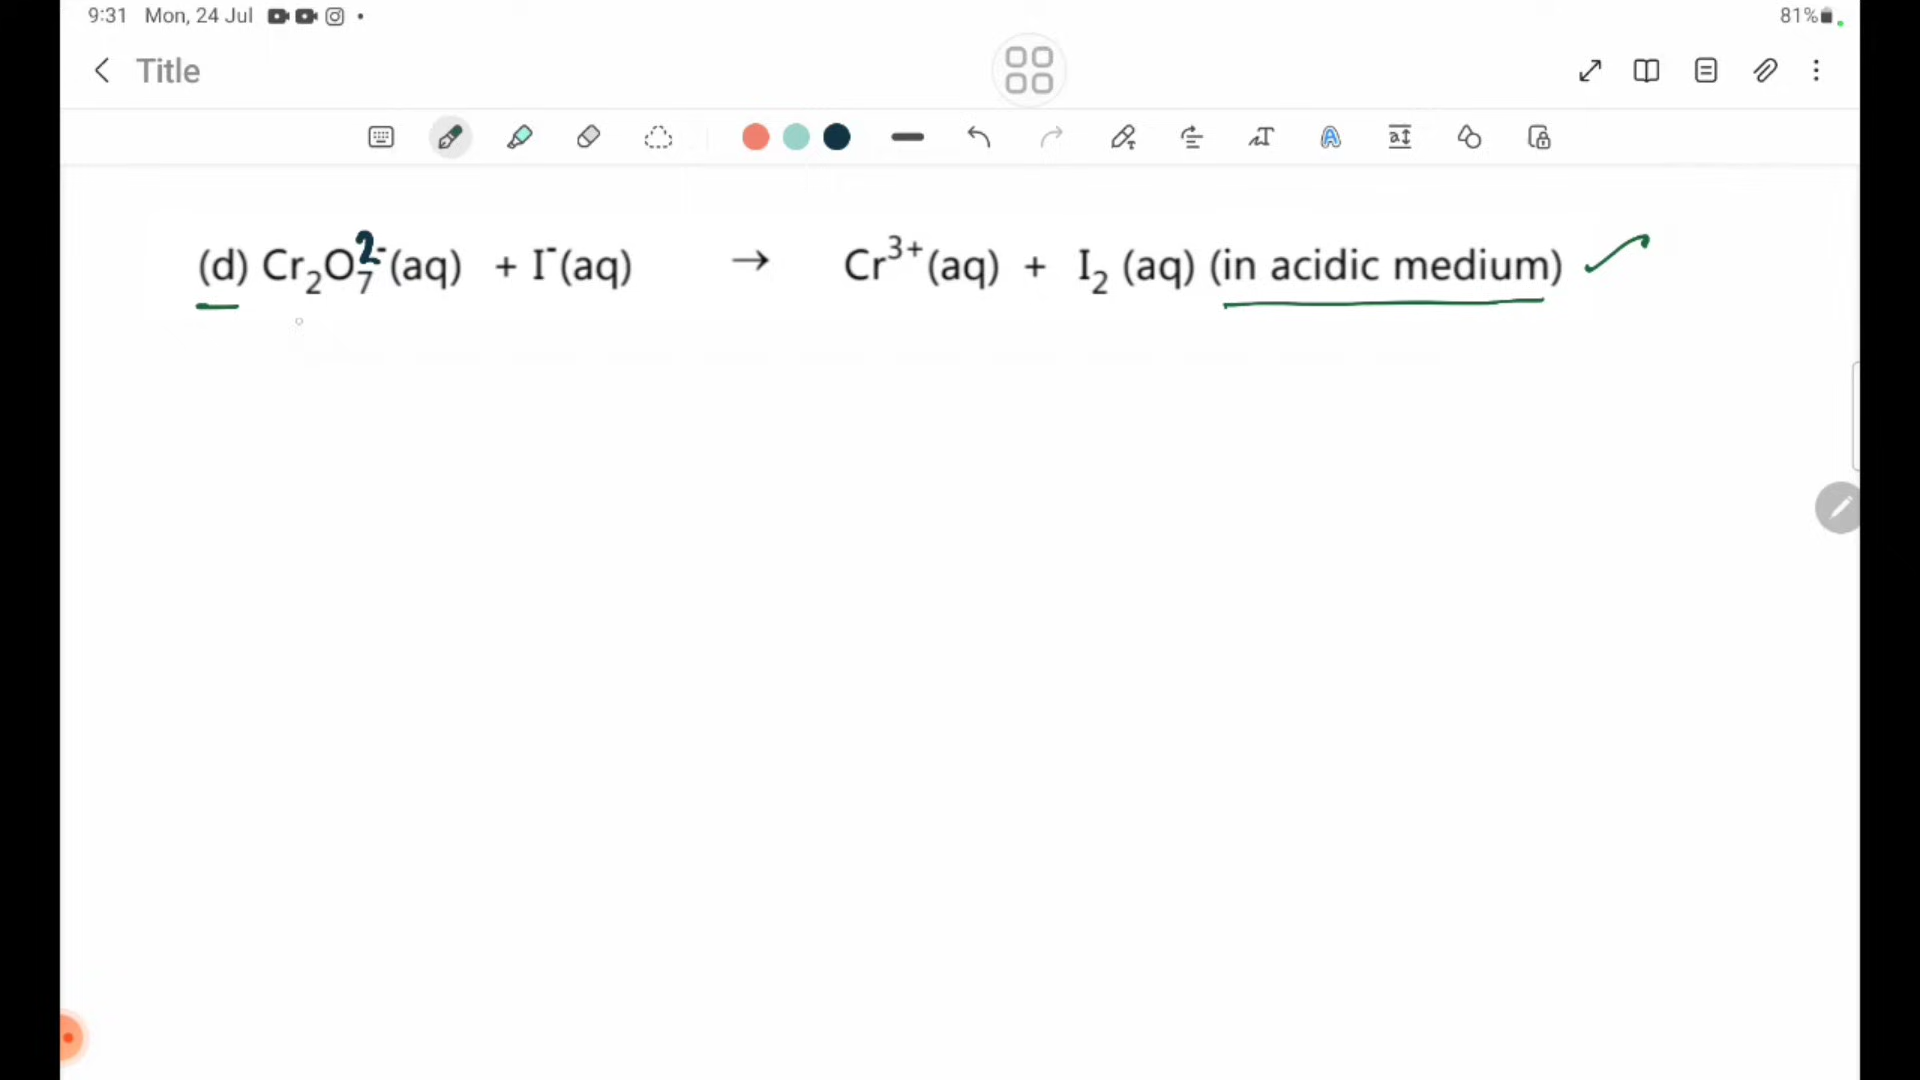 9:31 Mon, 24 Jul 81%
Title
(d) Cr₂O₇²⁻(aq) + I⁻(aq) → Cr³⁺(aq) + I₂ (aq) (in acidic medium)